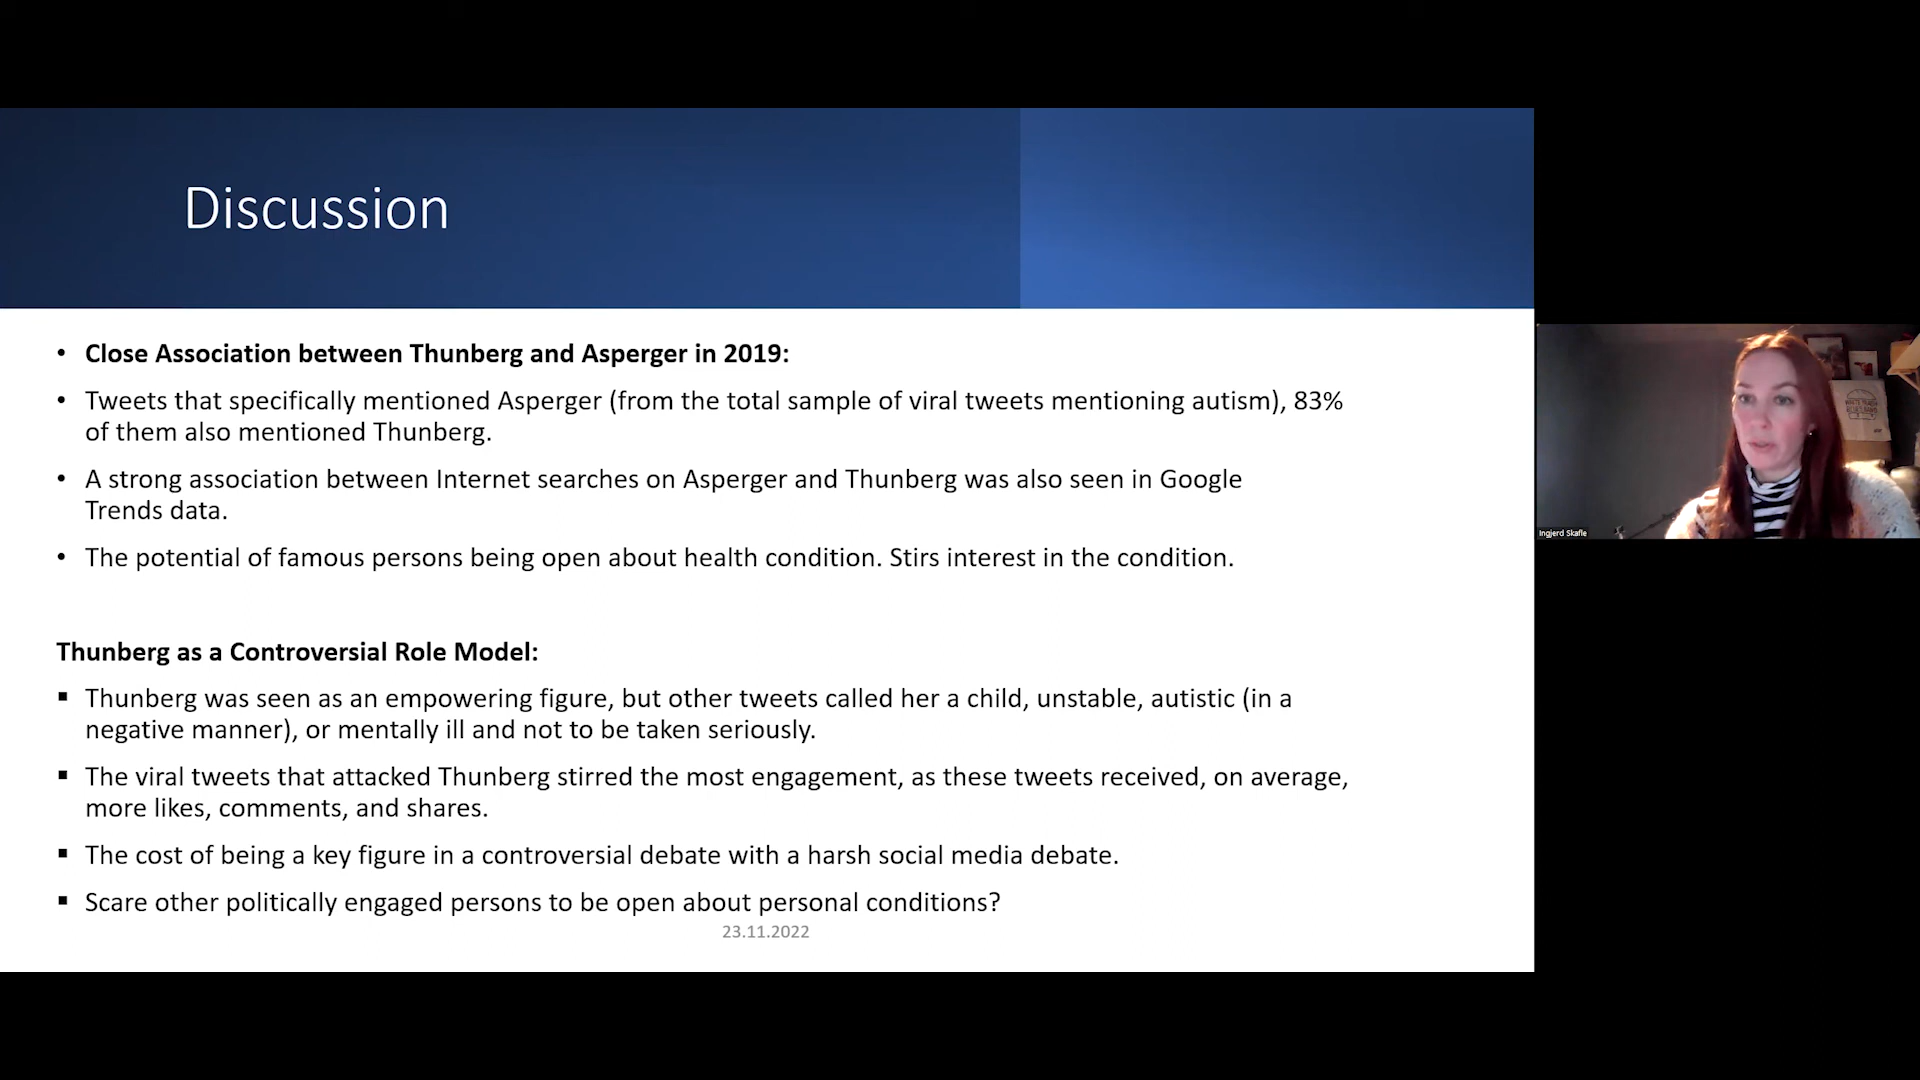 Discussion
• Close Association between Thunberg and Asperger in 2019:
• Tweets that specifically mentioned Asperger (from the total sample of viral tweets mentioning autism), 83%
of them also mentioned Thunberg.
• A strong association between Internet searches on Asperger and Thunberg was also seen in Google
Trends data.
• The potential of famous persons being open about health condition. Stirs interest in the condition.
Thunberg as a Controversial Role Model:
▪ Thunberg was seen as an empowering figure, but other tweets called her a child, unstable, autistic (in a
negative manner), or mentally ill and not to be taken seriously.
▪ The viral tweets that attacked Thunberg stirred the most engagement, as these tweets received, on average,
more likes, comments, and shares.
▪ The cost of being a key figure in a controversial debate with a harsh social media debate.
▪ Scare other politically engaged persons to be open about personal conditions?
23.11.2022
Ingjerd Skafle